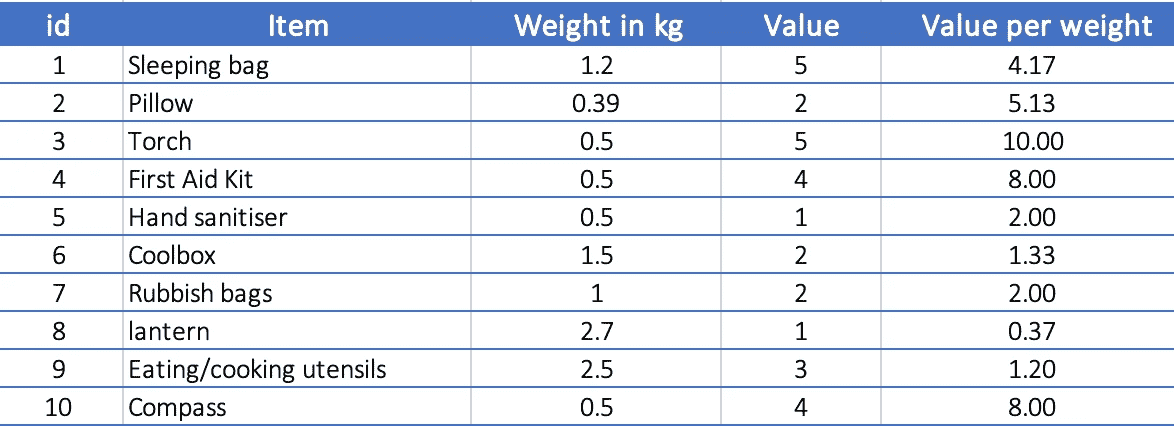 id Item Weight in kg Value Value per weight
1 Sleeping bag 1.2 5 4.17
2 Pillow 0.39 2 5.13
3 Torch 0.5 5 10.00
4 First Aid Kit 0.5 4 8.00
5 Hand sanitiser 0.5 1 2.00
6 Coolbox 1.5 2 1.33
7 Rubbish bags 1 2 2.00
8 lantern 2.7 1 0.37
9 Eating/cooking utensils 2.5 3 1.20
10 Compass 0.5 4 8.00